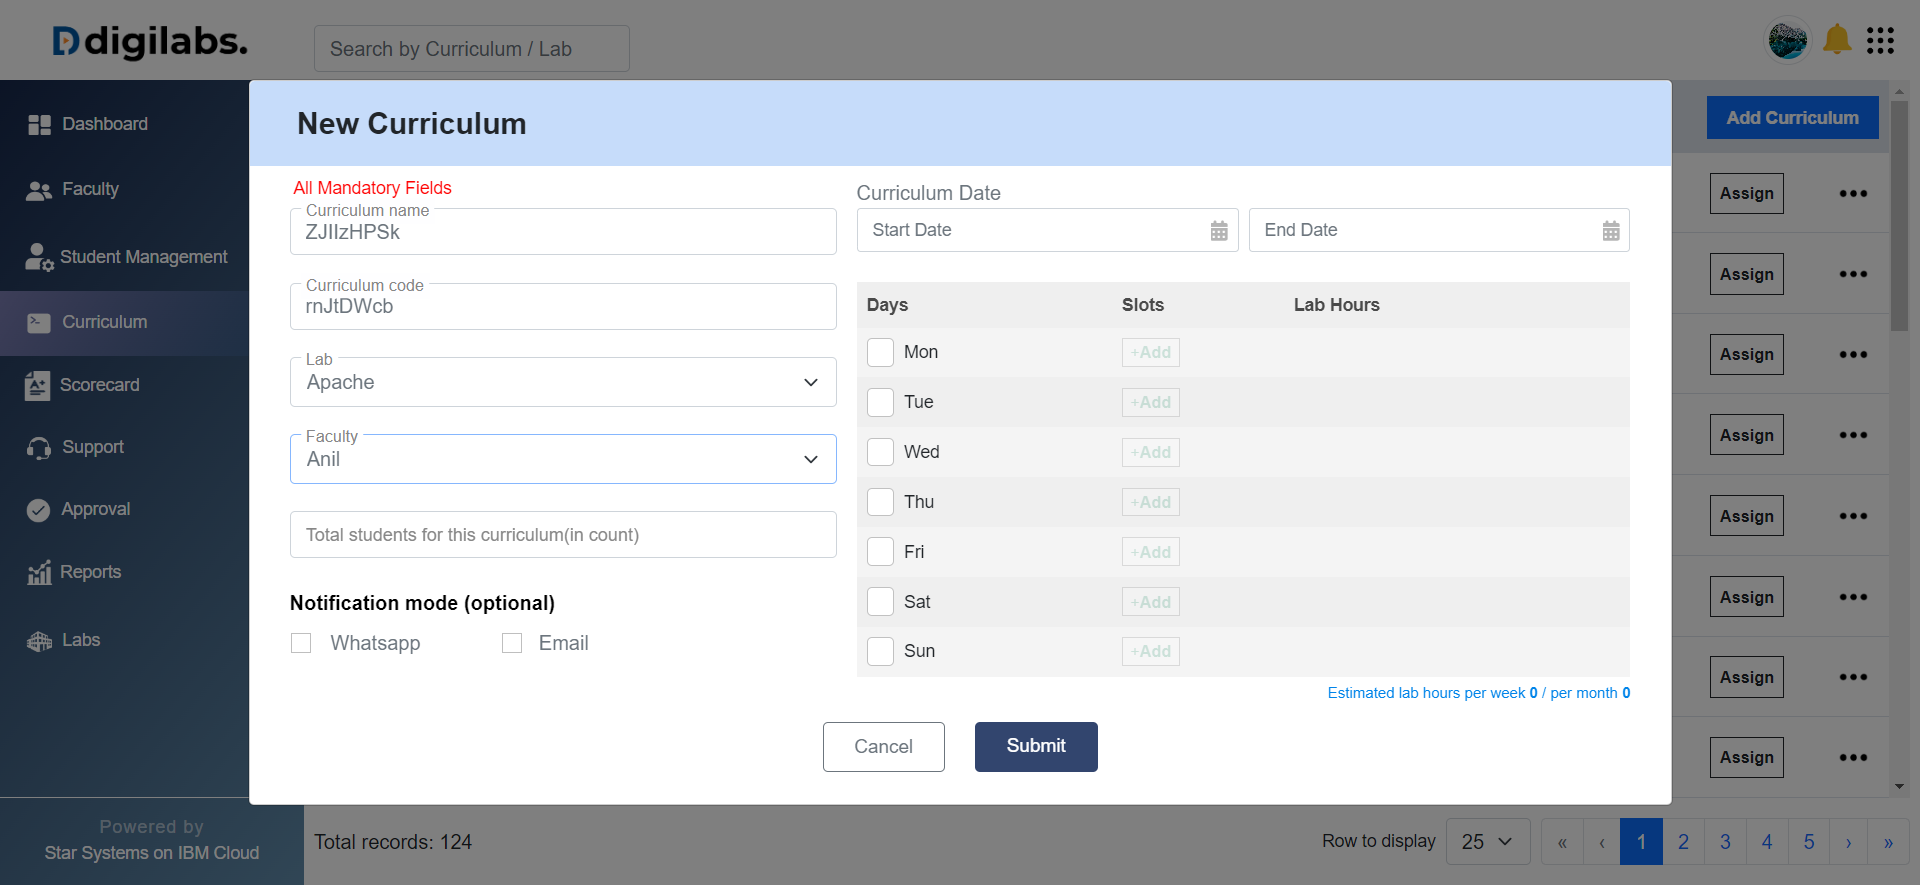 digilabs.
Search by Curriculum / Lab
Dashboard
Faculty
Student Management
Curriculum
Scorecard
Support
Approval
Reports
Labs
Powered by
Star Systems on IBM Cloud
New Curriculum
All Mandatory Fields
Curriculum name
ZJIIzHPSk
Curriculum code
rnJtDWcb
Lab
Apache
Faculty
Anil
Total students for this curriculum(in count)
Notification mode (optional)
Whatsapp Email
Curriculum Date
Start Date End Date
Days Slots Lab Hours
Mon +Add
Tue +Add
Wed +Add
Thu +Add
Fri +Add
Sat +Add
Sun +Add
Estimated lab hours per week 0 / per month 0
Cancel Submit
Add Curriculum
Assign
Assign
Assign
Assign
Assign
Assign
Assign
Assign
Total records: 124
Row to display 25 « ‹ 1 2 3 4 5 › »